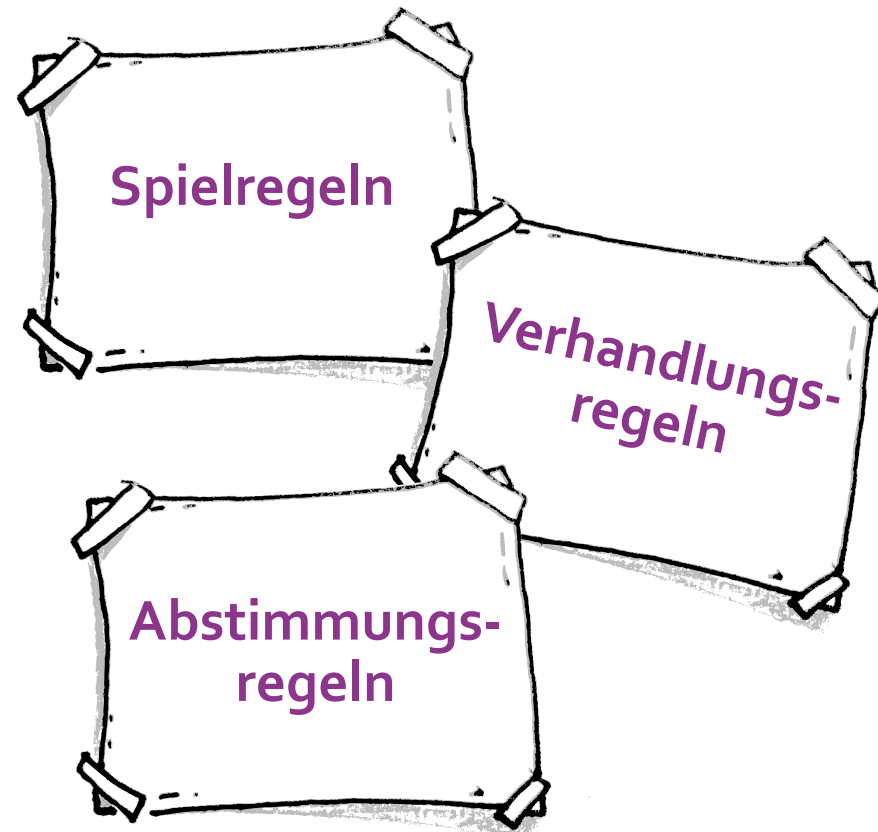 Spielregeln
Verhandlungs-
regeln
Abstimmungs-
regeln